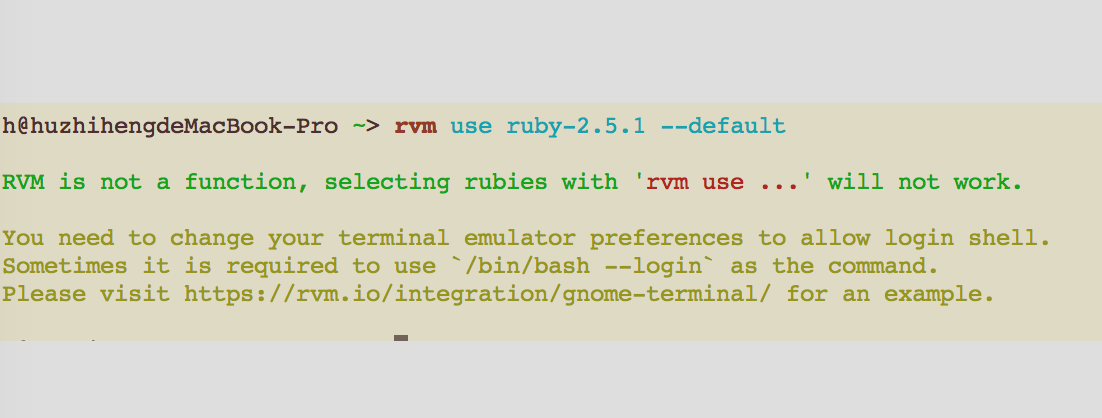 h@huzhihengdeMacBook-Pro ~> rvm use ruby-2.5.1 --default
RVM is not a function, selecting rubies with 'rvm use ...' will not work.
You need to change your terminal emulator preferences to allow login shell.
Sometimes it is required to use `/bin/bash --login` as the command.
Please visit https://rvm.io/integration/gnome-terminal/ for an example.